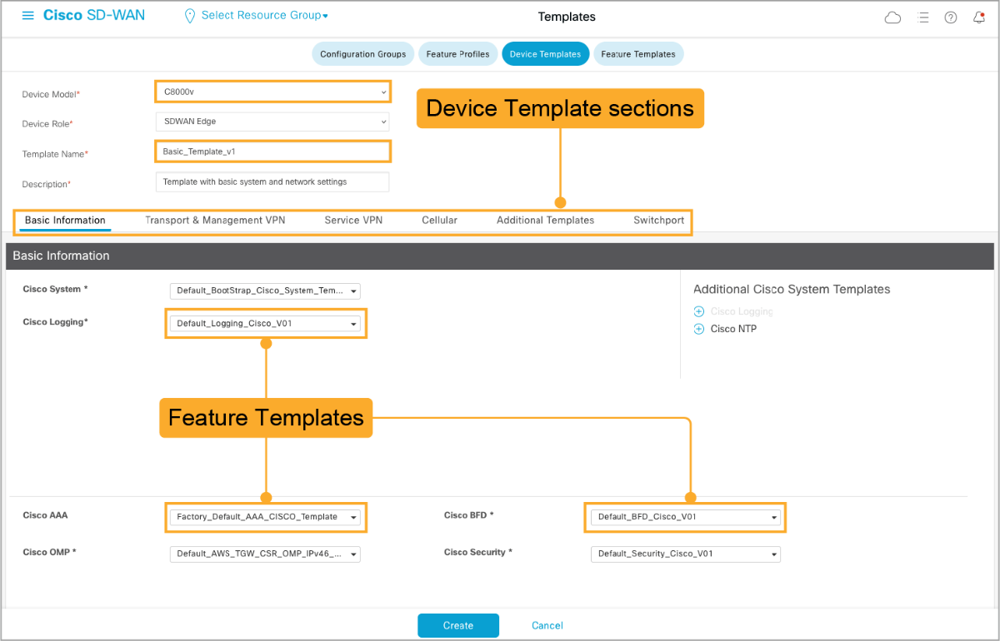 Cisco SD-WAN
Select Resource Group
Templates
Configuration Groups
Feature Profiles
Device Templates
Feature Templates
Device Model*
C8000v
Device Role*
SDWAN Edge
Template Name*
Basic_Template_v1
Description*
Template with basic system and network settings
Device Template sections
Basic Information
Transport & Management VPN
Service VPN
Cellular
Additional Templates
Switchport
Basic Information
Cisco System *
Default_BootStrap_Cisco_System_Tem...
Cisco Logging*
Default_Logging_Cisco_V01
Additional Cisco System Templates
Cisco Logging
Cisco NTP
Feature Templates
Cisco AAA
Factory_Default_AAA_CISCO_Template
Cisco BFD *
Default_BFD_Cisco_V01
Cisco OMP *
Default_AWS_TGW_CSR_OMP_IPv46_...
Cisco Security *
Default_Security_Cisco_V01
Create
Cancel